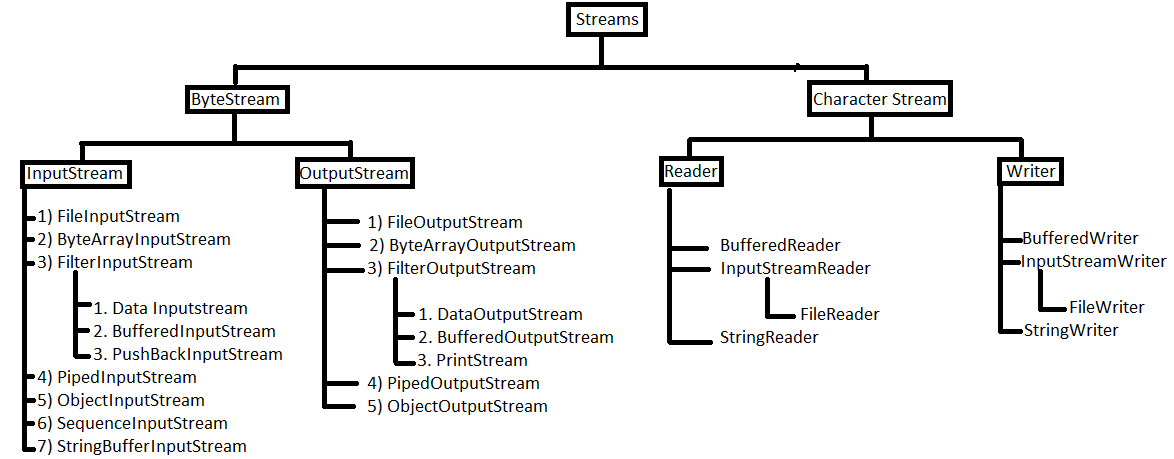 Streams
ByteStream
Character Stream
InputStream
OutputStream
Reader
Writer
1) FileInputStream
2) ByteArrayInputStream
3) FilterInputStream
1. Data Inputstream
2. BufferedInputStream
3. PushBackInputStream
4) PipedInputStream
5) ObjectInputStream
6) SequenceInputStream
7) StringBufferInputStream
1) FileOutputStream
2) ByteArrayOutputStream
3) FilterOutputStream
1. DataOutputStream
2. BufferedOutputStream
3. PrintStream
4) PipedOutputStream
5) ObjectOutputStream
BufferedReader
InputStreamReader
FileReader
StringReader
BufferedWriter
InputStreamWriter
FileWriter
StringWriter